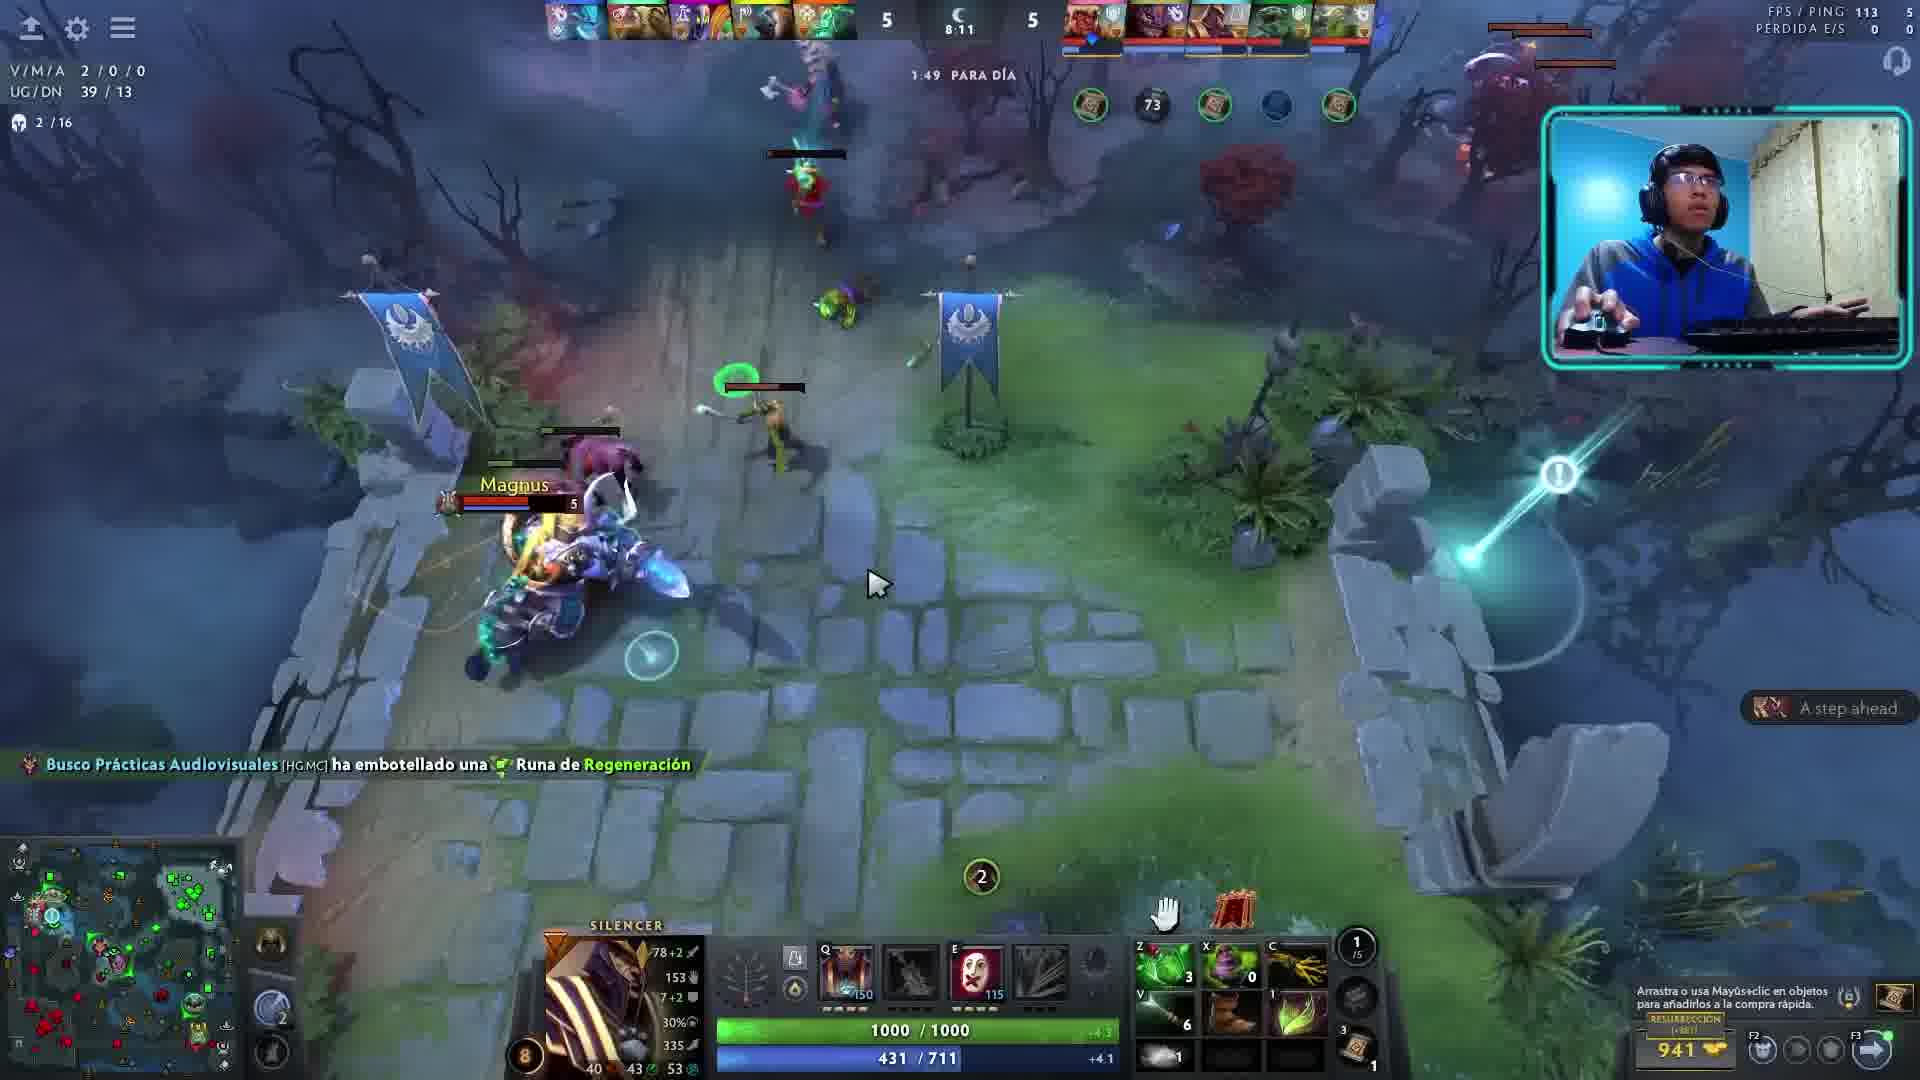 5
8:11
5
1:49 PARA DÍA
73
FPS / PING 113 5
PÉRDIDA E/S 0 0
V/M/A 2 / 0 / 0
UG/DN 39 / 13
2 / 16
Magnus
5
A step ahead.
Busco Prácticas Audiovisuales [HG.MC] ha embotellado una Runa de Regeneración
2
SILENCER
78+2
153
7+2
30%
335
8
40 43 53
Q
150
E
115
1000 / 1000
+4.3
431 / 711
+4.1
Z 3
X 0
C
V 6
1
1
1
/5
3
1
2
Arrastra o usa Mayús+clic en objetos
para añadirlos a la compra rápida.
RESURRECCIÓN
941
F2
F3